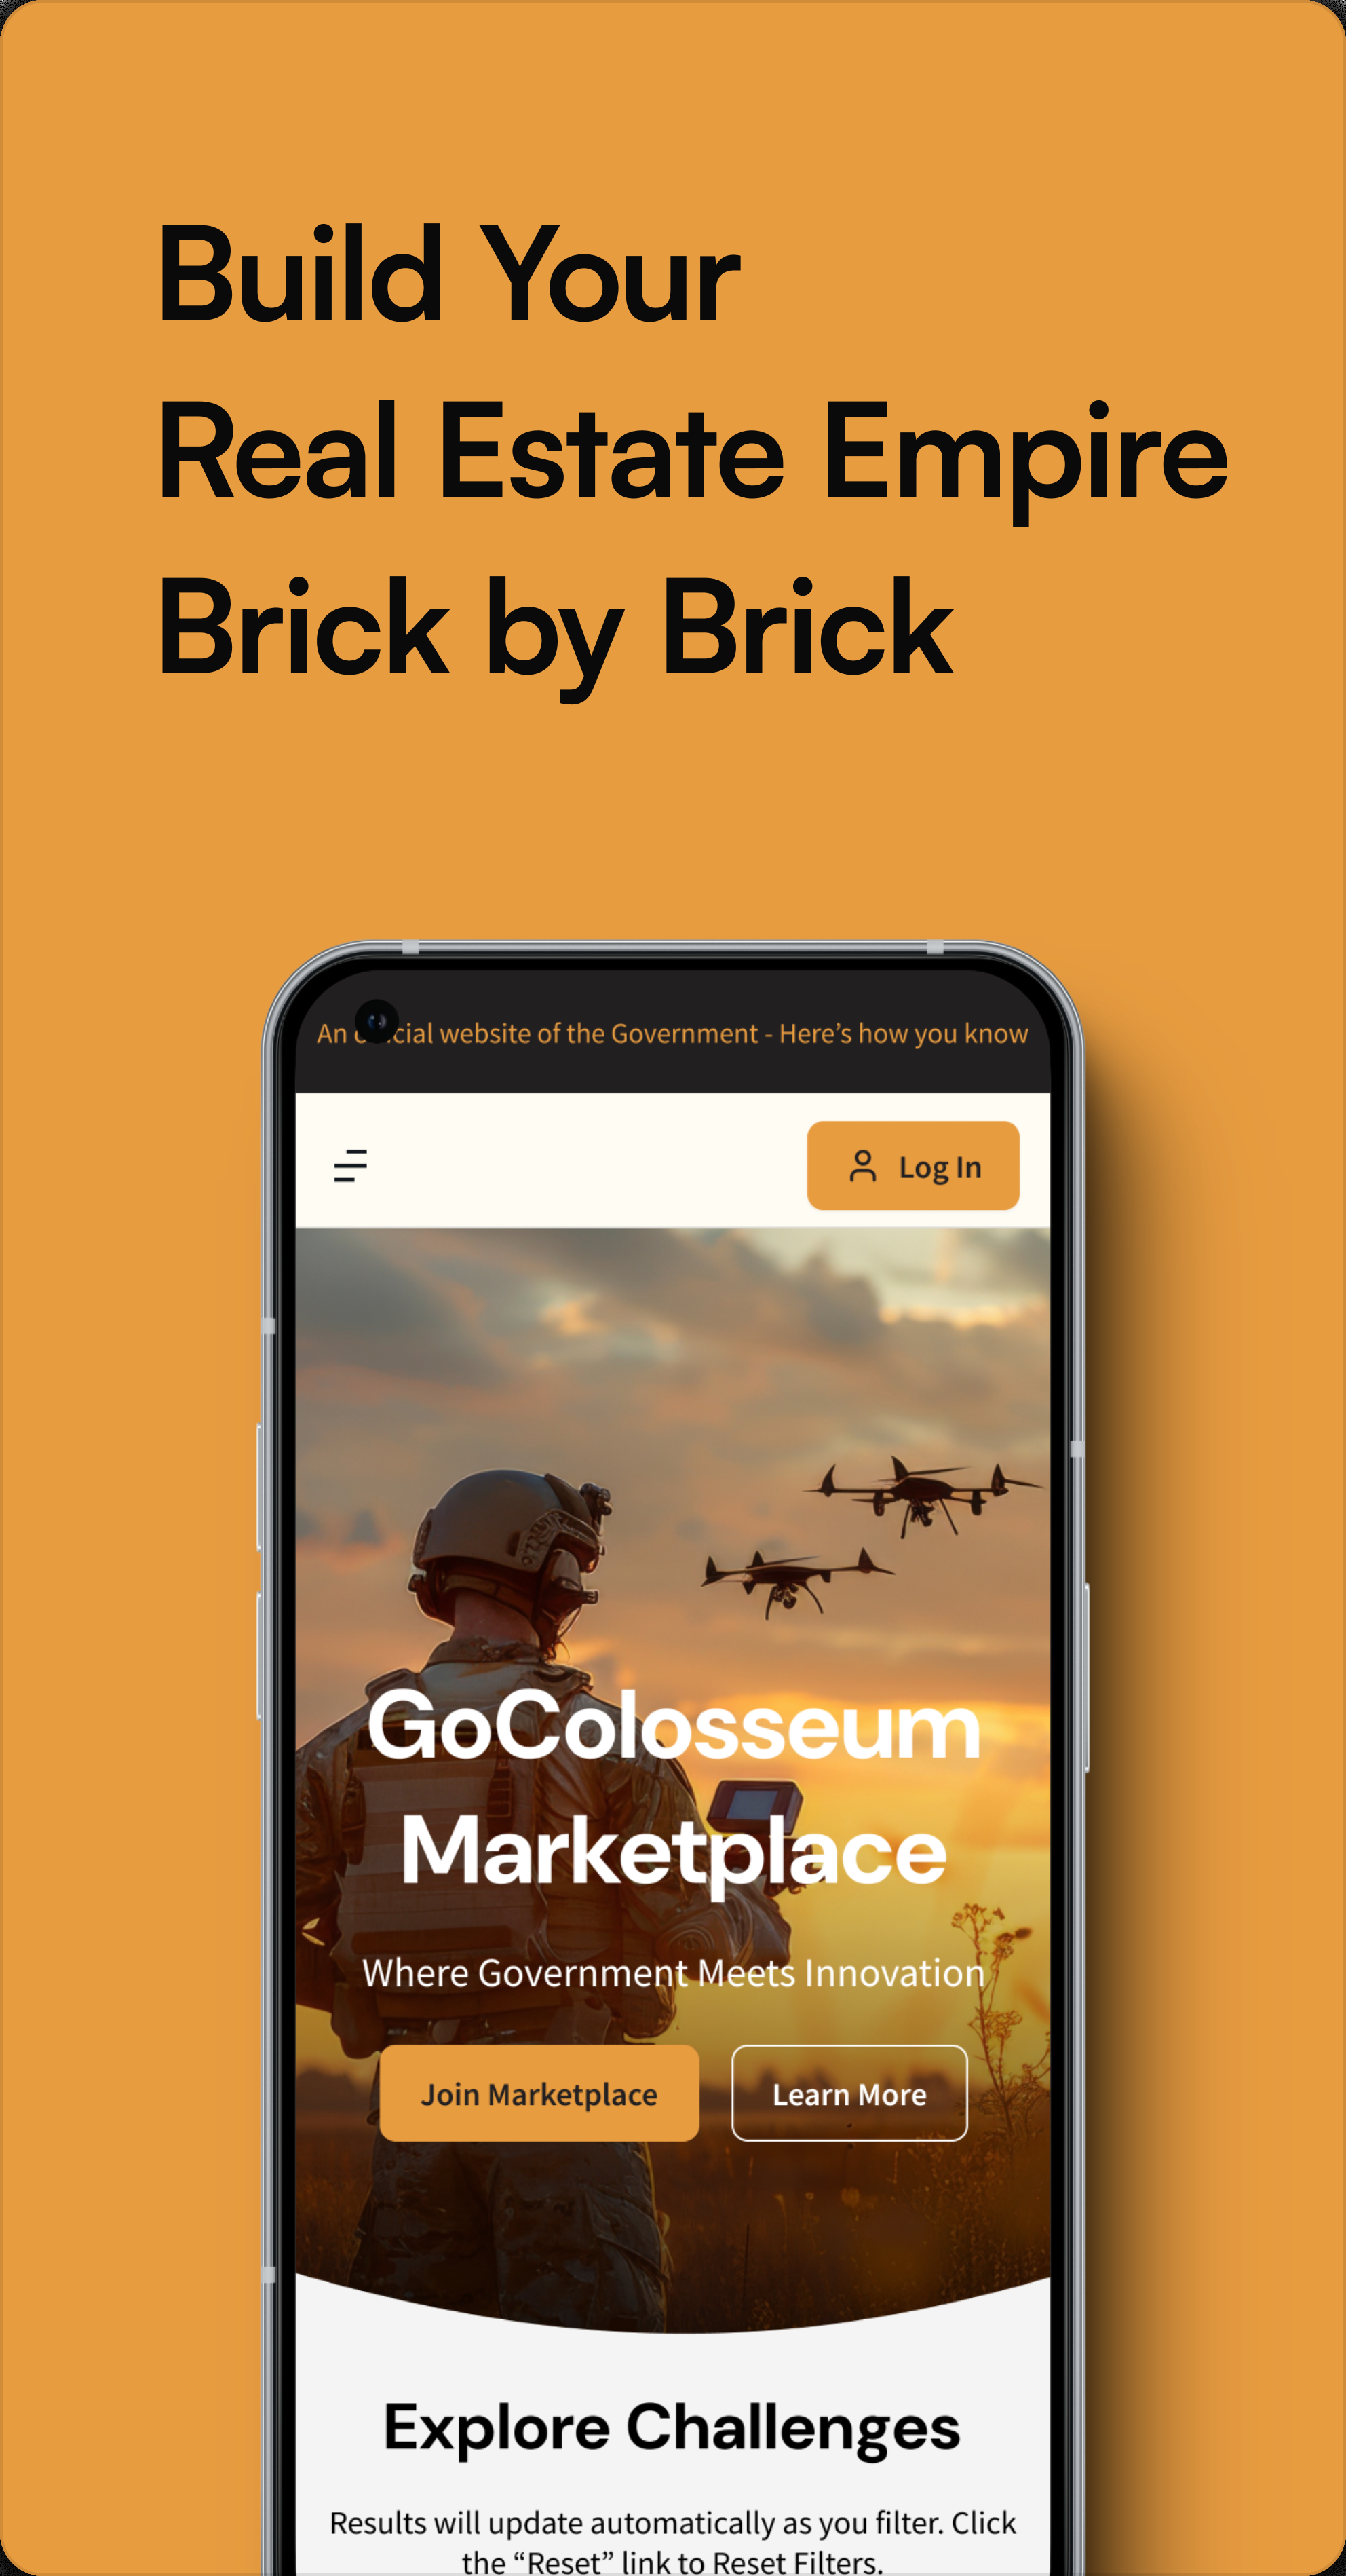 Build Your
Real Estate Empire
Brick by Brick
An cial website of the Government - Here’s how you know
Log In
GoColosseum
Marketplace
Where Government Meets Innovation
Join Marketplace
Learn More
Explore Challenges
Results will update automatically as you filter. Click
the “Reset” link to Reset Filters.